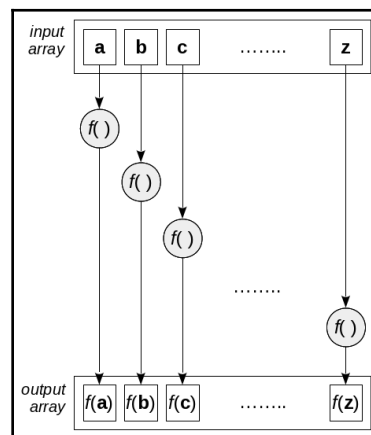 input array
a b c ........ z
f( )
f( )
f( )
........
f( )
output array
f(a) f(b) f(c) ........ f(z)